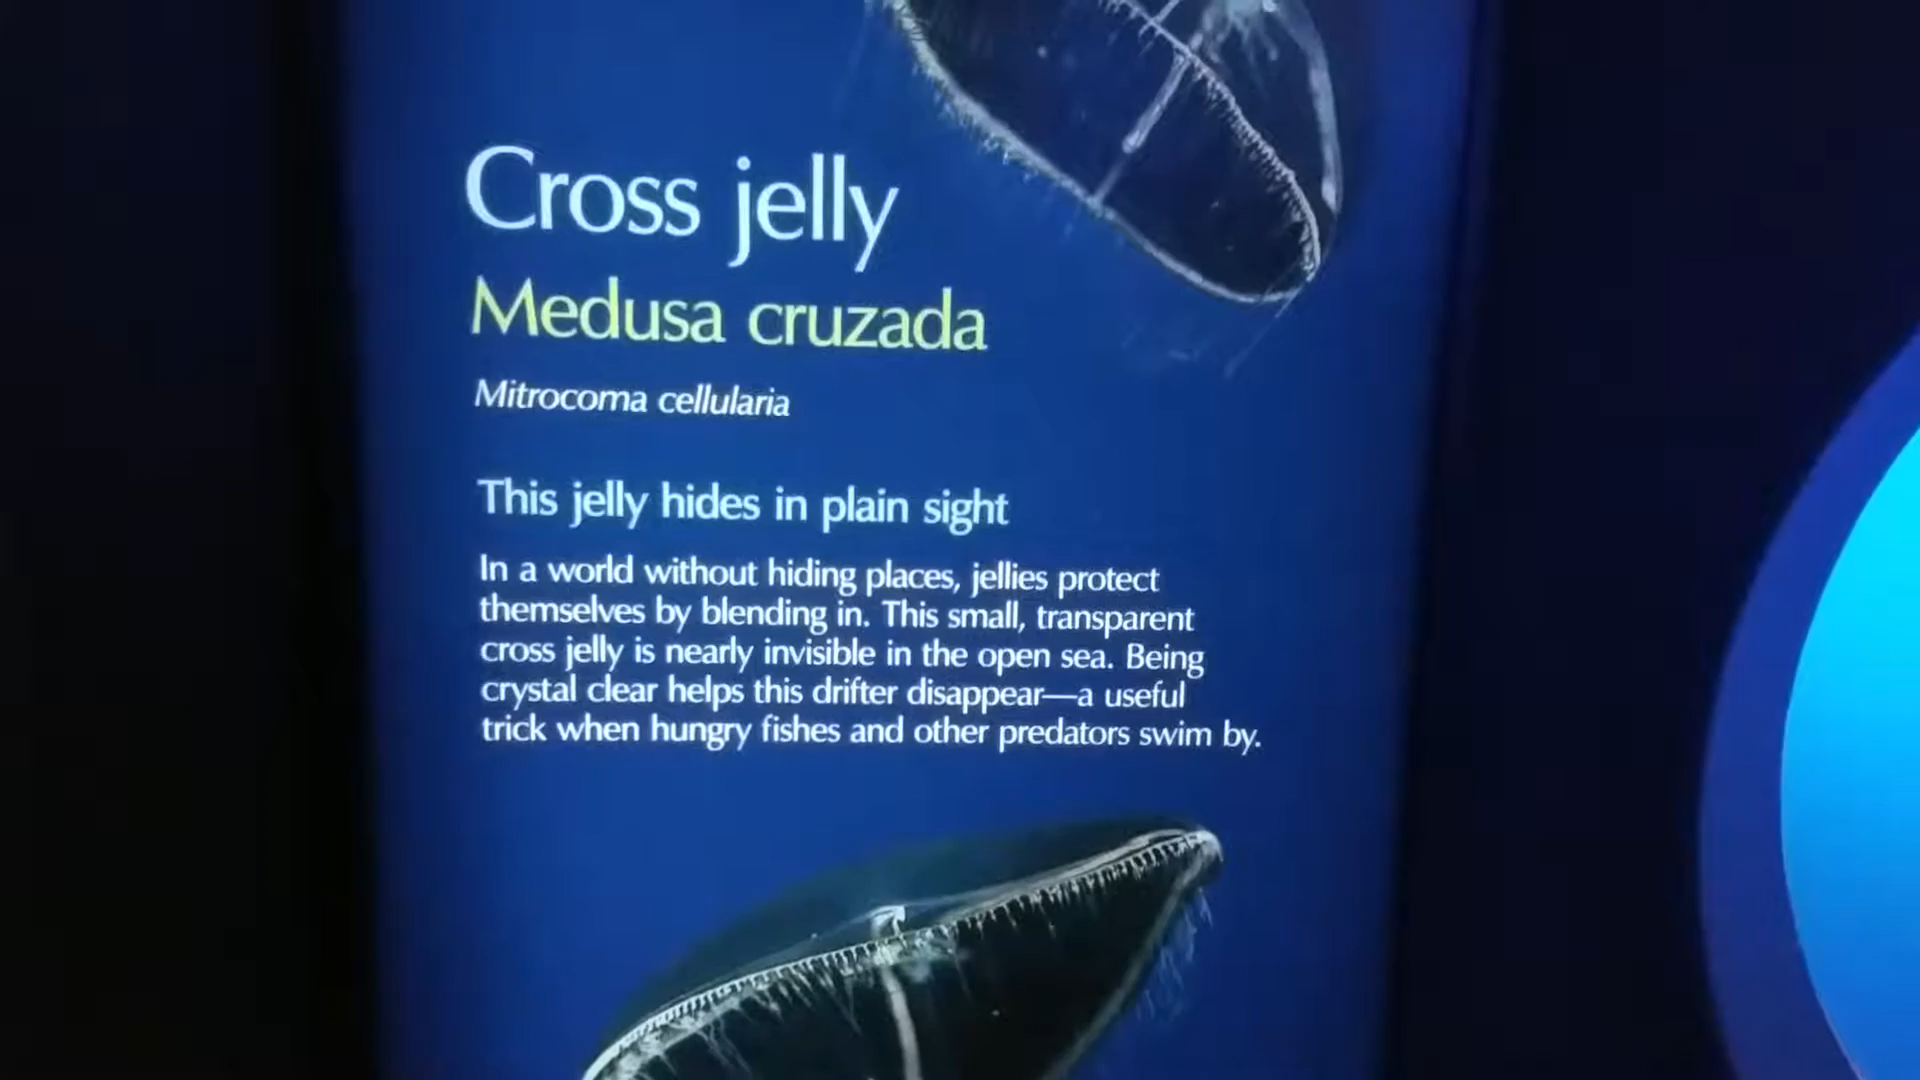 Cross jelly
Medusa cruzada
Mitrocoma cellularia
This jelly hides in plain sight
In a world without hiding places, jellies protect
themselves by blending in. This small, transparent
cross jelly is nearly invisible in the open sea. Being
crystal clear helps this drifter disappear—a useful
trick when hungry fishes and other predators swim by.